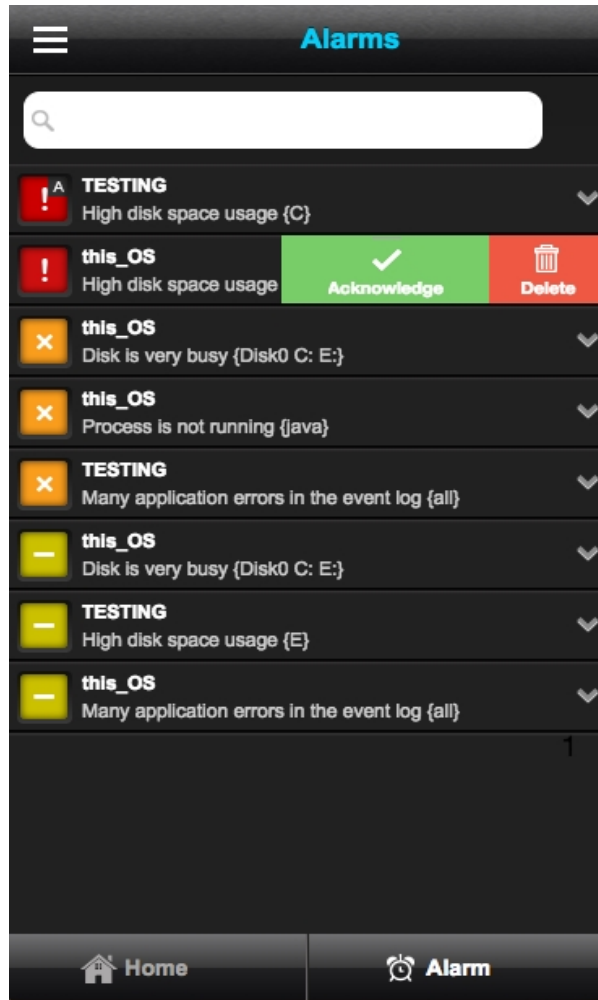 Alarms
A
TESTING
High disk space usage {C}
this_OS
High disk space usage
Acknowledge
Delete
this_OS
Disk is very busy {Disk0 C: E:}
this_OS
Process is not running {java}
TESTING
Many application errors in the event log {all}
this_OS
Disk is very busy {Disk0 C: E:}
TESTING
High disk space usage {E}
this_OS
Many application errors in the event log {all}
1
Home
Alarm